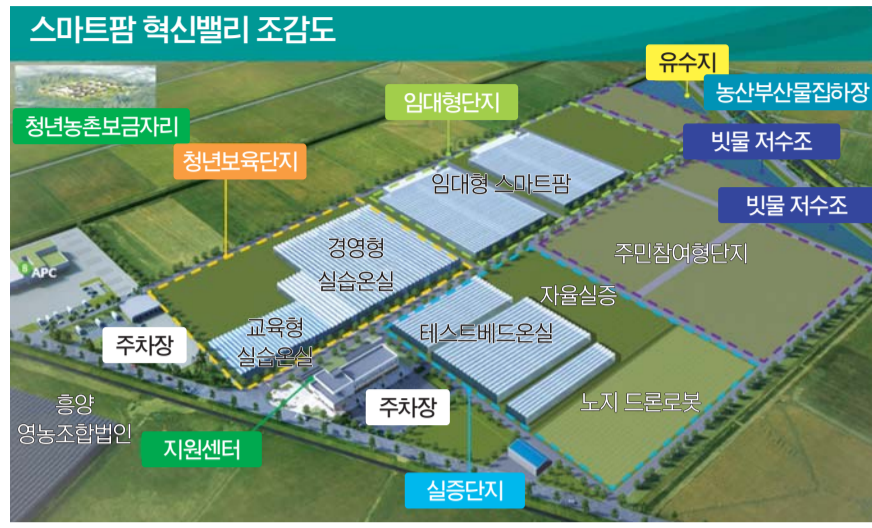 스마트팜 혁신밸리 조감도
유수지
농산부산물집하장
임대형단지
청년농촌보금자리
빗물 저수조
청년보육단지
임대형 스마트팜
빗물 저수조
경영형
실습온실
주민참여형단지
APC
자율실증
교육형
실습온실
테스트베드온실
주차장
노지 드론로봇
주차장
흥양
영농조합법인
지원센터
실증단지